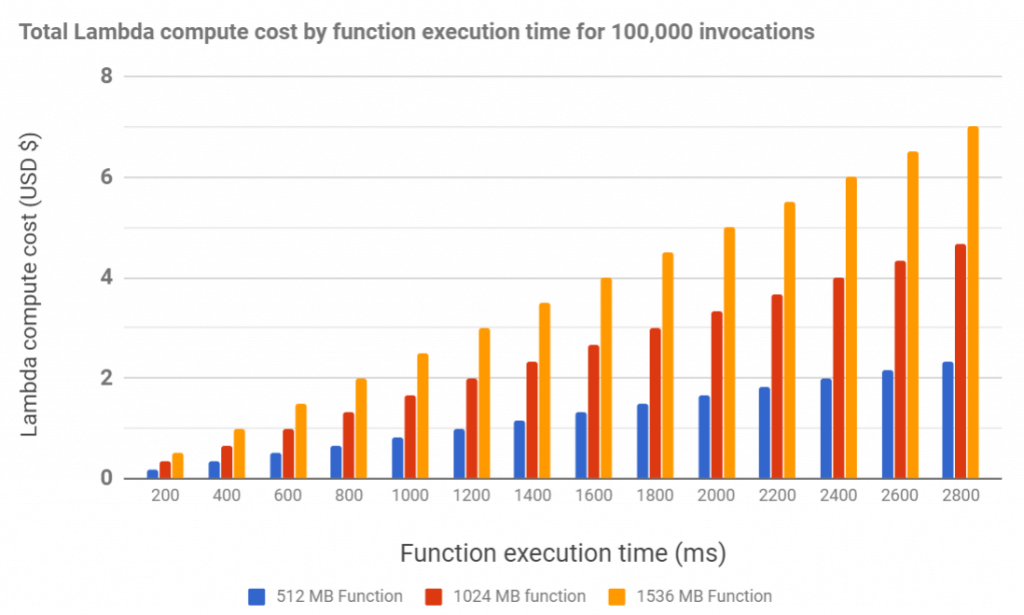 Total Lambda compute cost by function execution time for 100,000 invocations
Lambda compute cost (USD $)
8
6
4
2
0
200 400 600 800 1000 1200 1400 1600 1800 2000 2200 2400 2600 2800
Function execution time (ms)
512 MB Function 1024 MB function 1536 MB Function